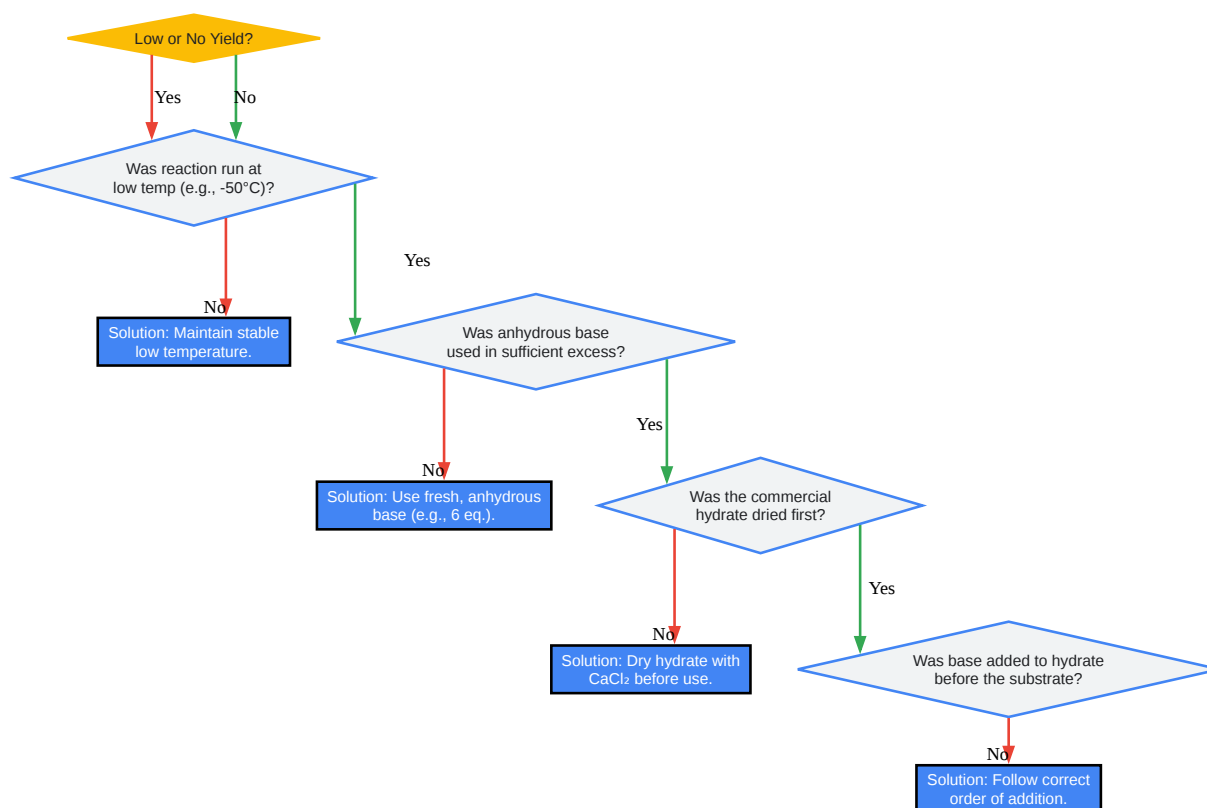 Low or No Yield?
Yes
No
Was reaction run at
low temp (e.g., -50°C)?
Yes
No
Solution: Maintain stable
low temperature.
Was anhydrous base
used in sufficient excess?
Yes
No
Solution: Use fresh, anhydrous
base (e.g., 6 eq.).
Was the commercial
hydrate dried first?
Yes
No
Solution: Dry hydrate with
CaCl₂ before use.
Was base added to hydrate
before the substrate?
No
Solution: Follow correct
order of addition.